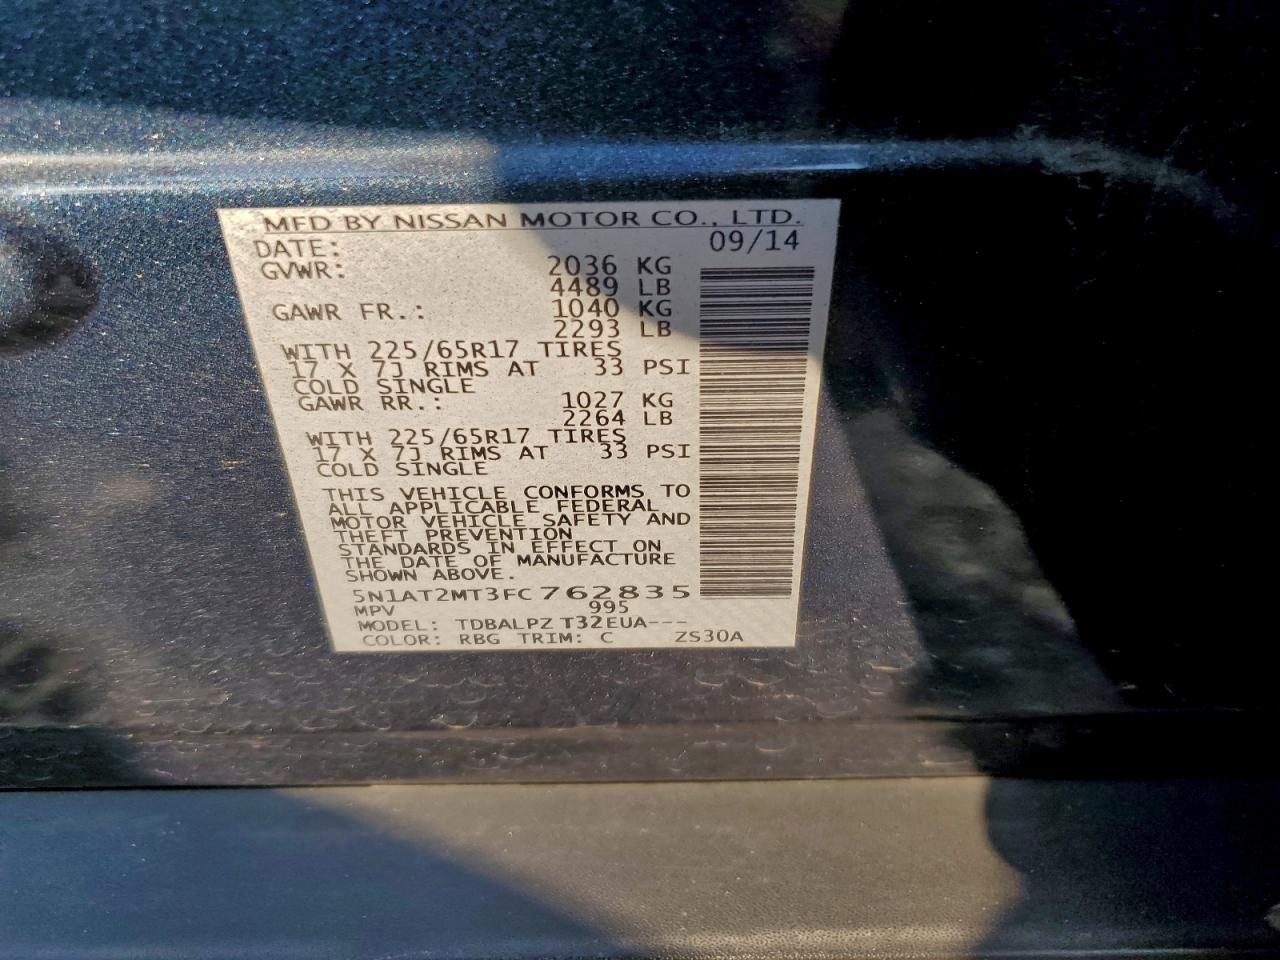 MFD BY NISSAN MOTOR CO., LTD.
DATE: 09/14
GVWR: 2036 KG
4489 LB
GAWR FR.: 1040 KG
2293 LB
WITH 225/65R17 TIRES
17 X 7J RIMS AT 33 PSI
COLD SINGLE
GAWR RR.: 1027 KG
2264 LB
WITH 225/65R17 TIRES
17 X 7J RIMS AT 33 PSI
COLD SINGLE
THIS VEHICLE CONFORMS TO
ALL APPLICABLE FEDERAL
MOTOR VEHICLE SAFETY AND
THEFT PREVENTION
STANDARDS IN EFFECT ON
THE DATE OF MANUFACTURE
SHOWN ABOVE.
5N1AT2MT3FC762835
MPV 995
MODEL: TDBALPZ T32EUA---
COLOR: RBG TRIM: C ZS30A